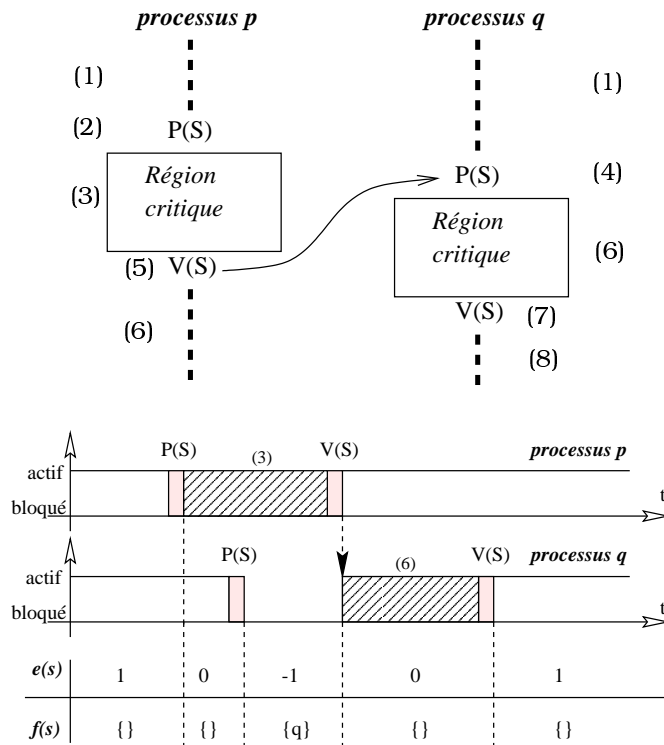 processus p processus q
(1) (1)
(2) P(S)
(3) Région critique
P(S) (4)
Région critique (6)
(5) V(S)
(6)
V(S) (7)
(8)
P(S) (3) V(S) processus p
actif
bloqué t
P(S) (6) V(S) processus q
actif
bloqué t
e(s) 1 0 -1 0 1
f(s) {} {} {q} {} {}